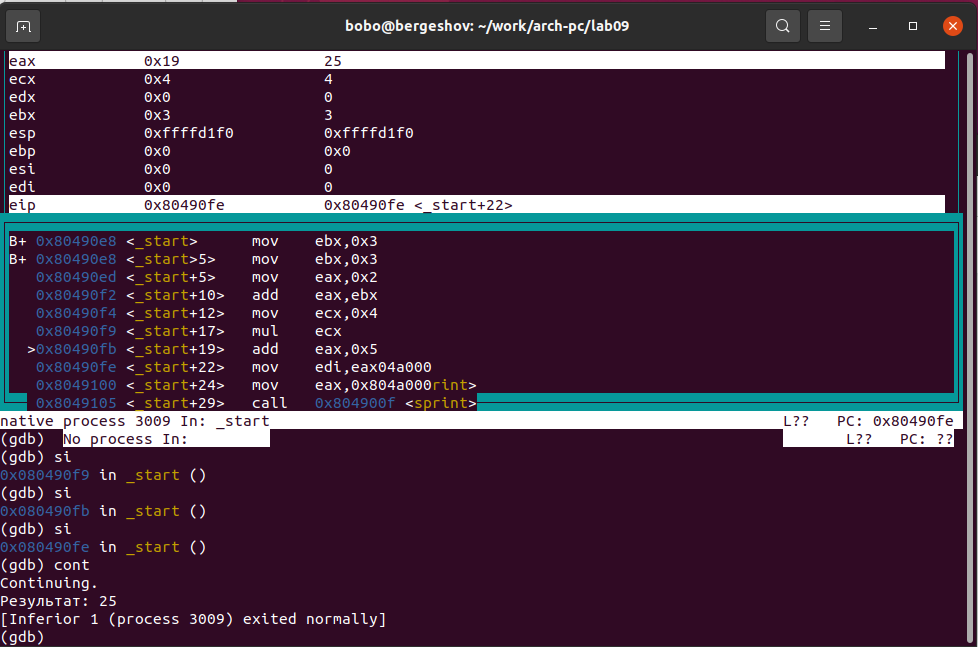 bobo@bergeshov: ~/work/arch-pc/lab09
eax 0x19 25
ecx 0x4 4
edx 0x0 0
ebx 0x3 3
esp 0xffffd1f0 0xffffd1f0
ebp 0x0 0x0
esi 0x0 0
edi 0x0 0
eip 0x80490fe 0x80490fe <_start+22>
B+ 0x80490e8 <_start> mov ebx,0x3
B+ 0x80490e8 <_start>5> mov ebx,0x3
0x80490ed <_start+5> mov eax,0x2
0x80490f2 <_start+10> add eax,ebx
0x80490f4 <_start+12> mov ecx,0x4
0x80490f9 <_start+17> mul ecx
>0x80490fb <_start+19> add eax,0x5
0x80490fe <_start+22> mov edi,eax04a000
0x8049100 <_start+24> mov eax,0x804a000rint>
0x8049105 <_start+29> call 0x804900f <sprint>
native process 3009 In: _start L?? PC: 0x80490fe
(gdb) No process In: L?? PC: ??
(gdb) si
0x080490f9 in _start ()
(gdb) si
0x080490fb in _start ()
(gdb) si
0x080490fe in _start ()
(gdb) cont
Continuing.
Результат: 25
[Inferior 1 (process 3009) exited normally]
(gdb)